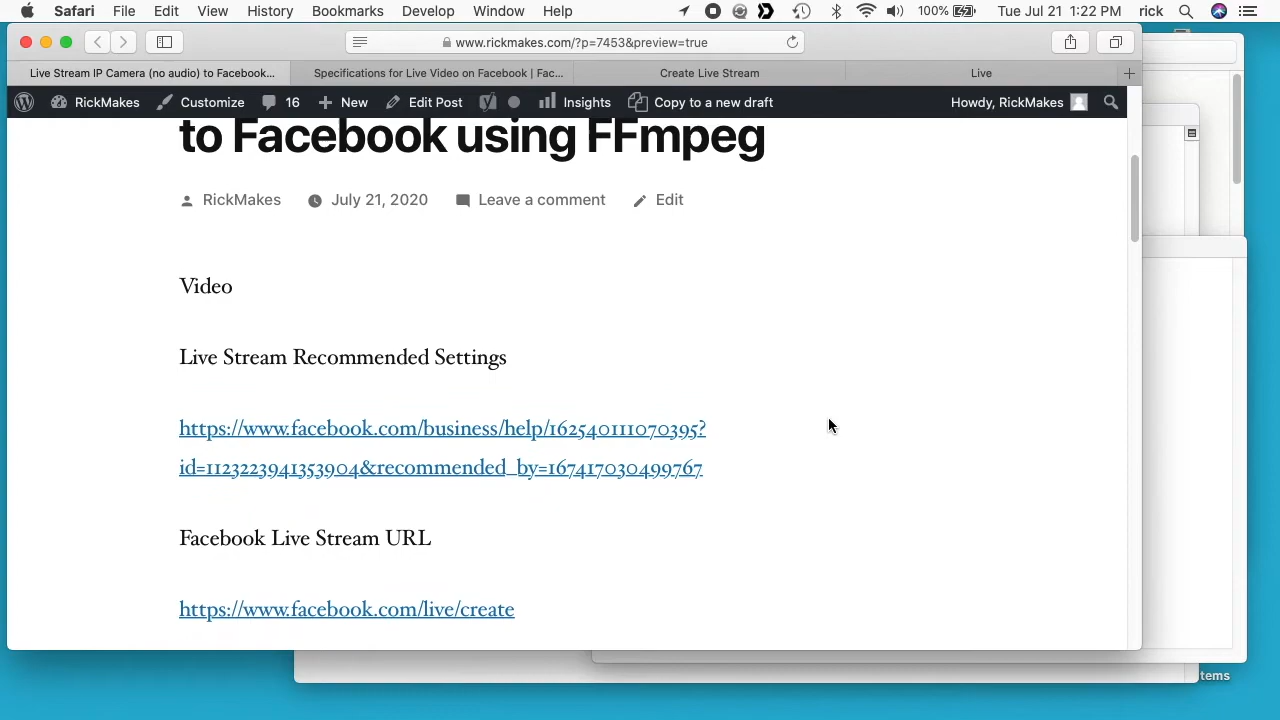 Safari File Edit View History Bookmarks Develop Window Help 100% Tue Jul 21 1:22 PM rick
www.rickmakes.com/?p=7453&preview=true
Live Stream IP Camera (no audio) to Facebook... Specifications for Live Video on Facebook | Fac... Create Live Stream Live
RickMakes Customize 16 New Edit Post Insights Copy to a new draft Howdy, RickMakes
to Facebook using FFmpeg
RickMakes July 21, 2020 Leave a comment Edit
Video
Live Stream Recommended Settings
https://www.facebook.com/business/help/162540111070395?
id=1123223941353904&recommended_by=167417030499767
Facebook Live Stream URL
https://www.facebook.com/live/create
tems